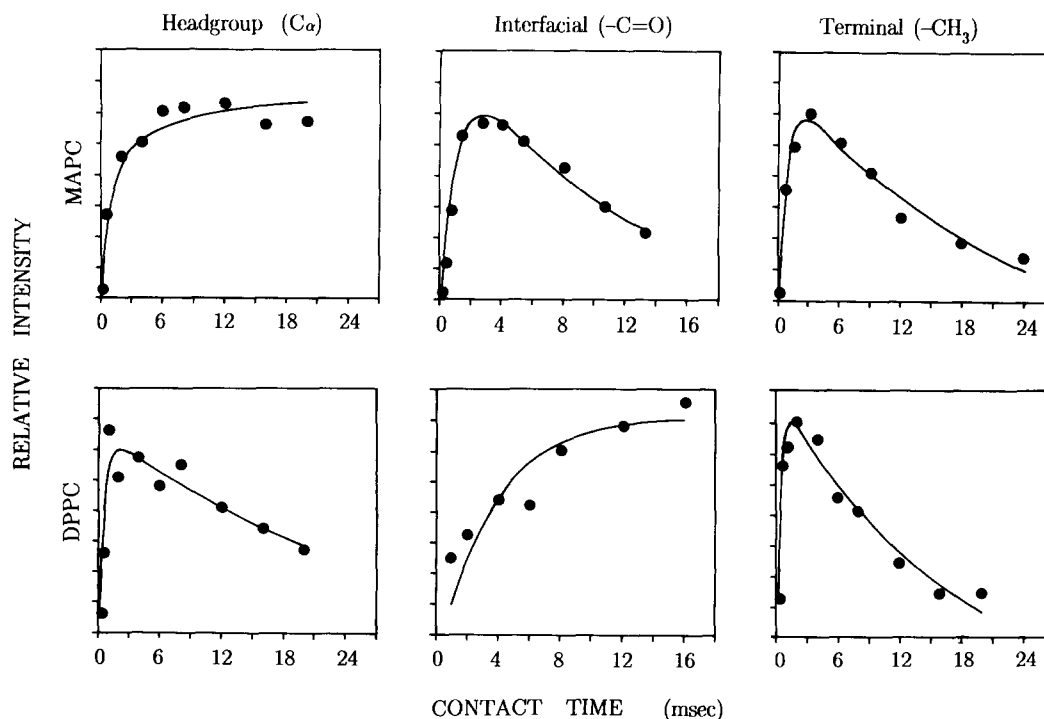 Headgroup (Cα)
Interfacial (–C=O)
Terminal (–CH₃)
RELATIVE INTENSITY
MAPC
0 6 12 18 24
0 4 8 12 16
0 6 12 18 24
DPPC
0 6 12 18 24
0 4 8 12 16
0 6 12 18 24
CONTACT TIME (msec)